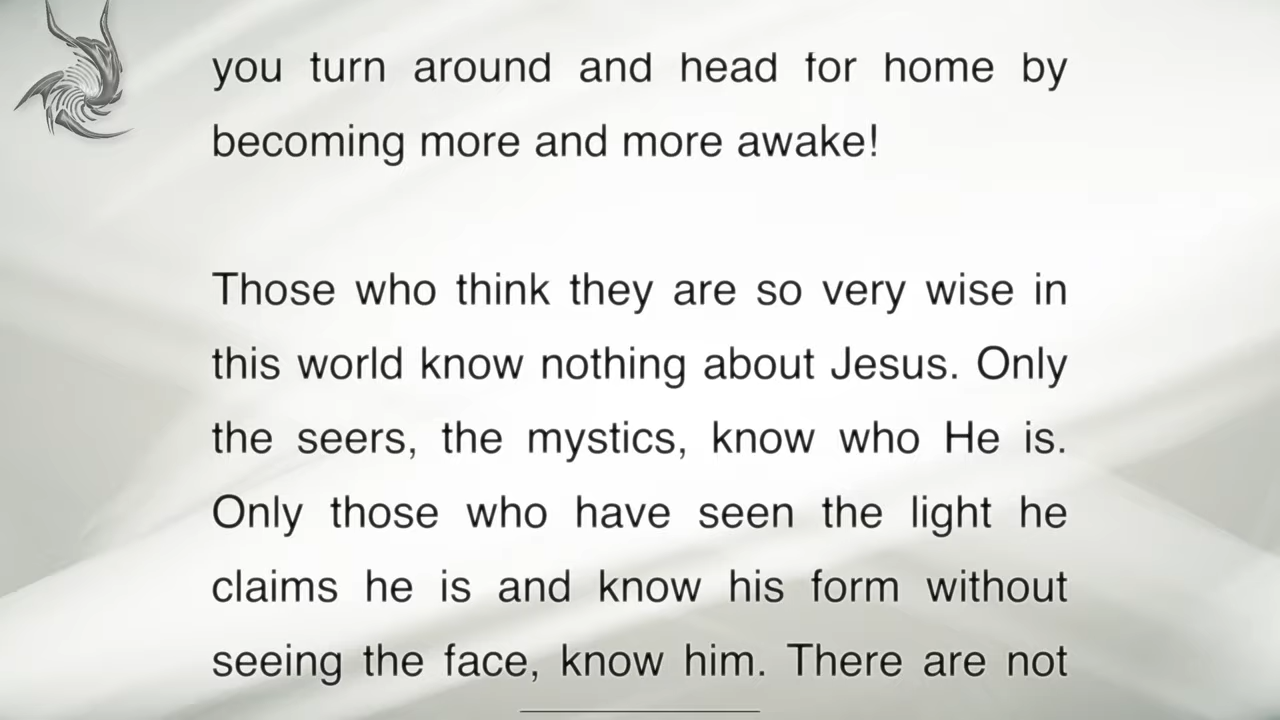 you turn around and head for home by
becoming more and more awake!
Those who think they are so very wise in
this world know nothing about Jesus. Only
the seers, the mystics, know who He is.
Only those who have seen the light he
claims he is and know his form without
seeing the face, know him. There are not